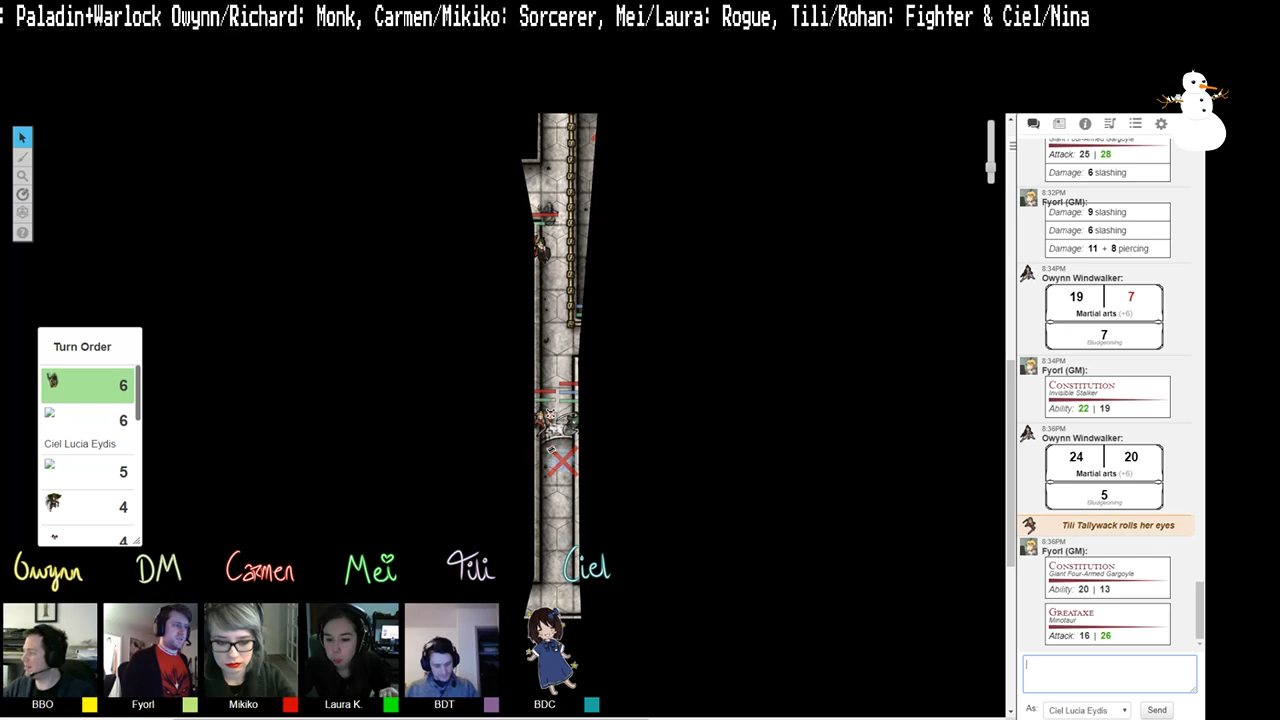 : Paladin+Warlock Owynn/Richard: Monk, Carmen/Mikiko: Sorcerer, Mei/Laura: Rogue, Tili/Rohan: Fighter & Ciel/Nina
Turn Order
6
6
Ciel Lucia Eydis
5
4
4
Giant Four-Armed Gargoyle
Attack: 25 | 28
Damage: 6 slashing
8:32PM
Fyorl (GM):
Damage: 9 slashing
Damage: 6 slashing
Damage: 11 + 8 piercing
8:34PM
Owynn Windwalker:
19 7
Martial arts (+6)
7
Bludgeoning
8:34PM
Fyorl (GM):
Constitution
Invisible Stalker
Ability: 22 | 19
8:36PM
Owynn Windwalker:
24 20
Martial arts (+6)
5
Bludgeoning
Tili Tallywack rolls her eyes
8:36PM
Fyorl (GM):
Constitution
Giant Four-Armed Gargoyle
Ability: 20 | 13
Greataxe
Minotaur
Attack: 16 | 26
As: Ciel Lucia Eydis Send
Owynn DM Carmen Mei Tili Ciel
BBO Fyorl Mikiko Laura K. BDT BDC